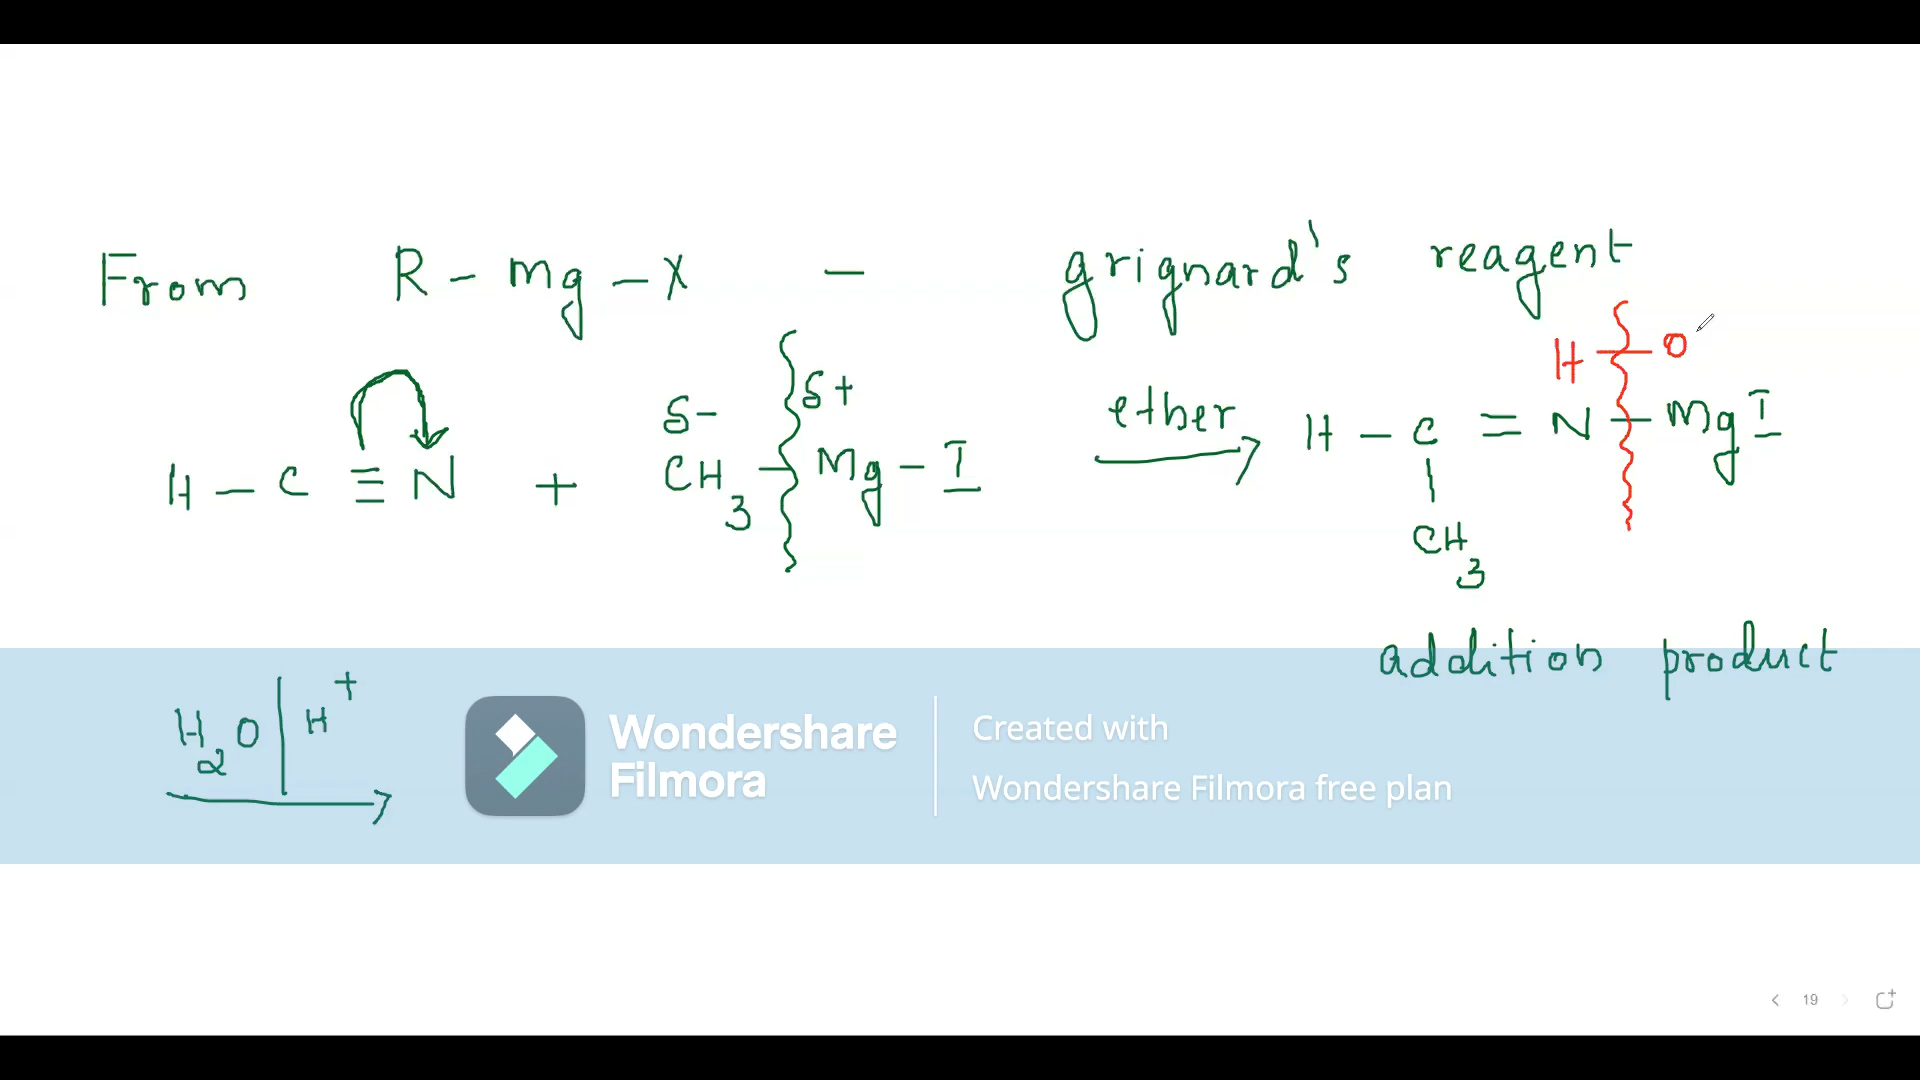 From R - Mg - X - grignard's reagent
H O
H - C ≡ N + δ- CH₃ - δ+ Mg - I ether → H - C = N - MgI
|
CH₃
addition product
H₂O | H⁺ →
Wondershare Filmora
Created with
Wondershare Filmora free plan
19